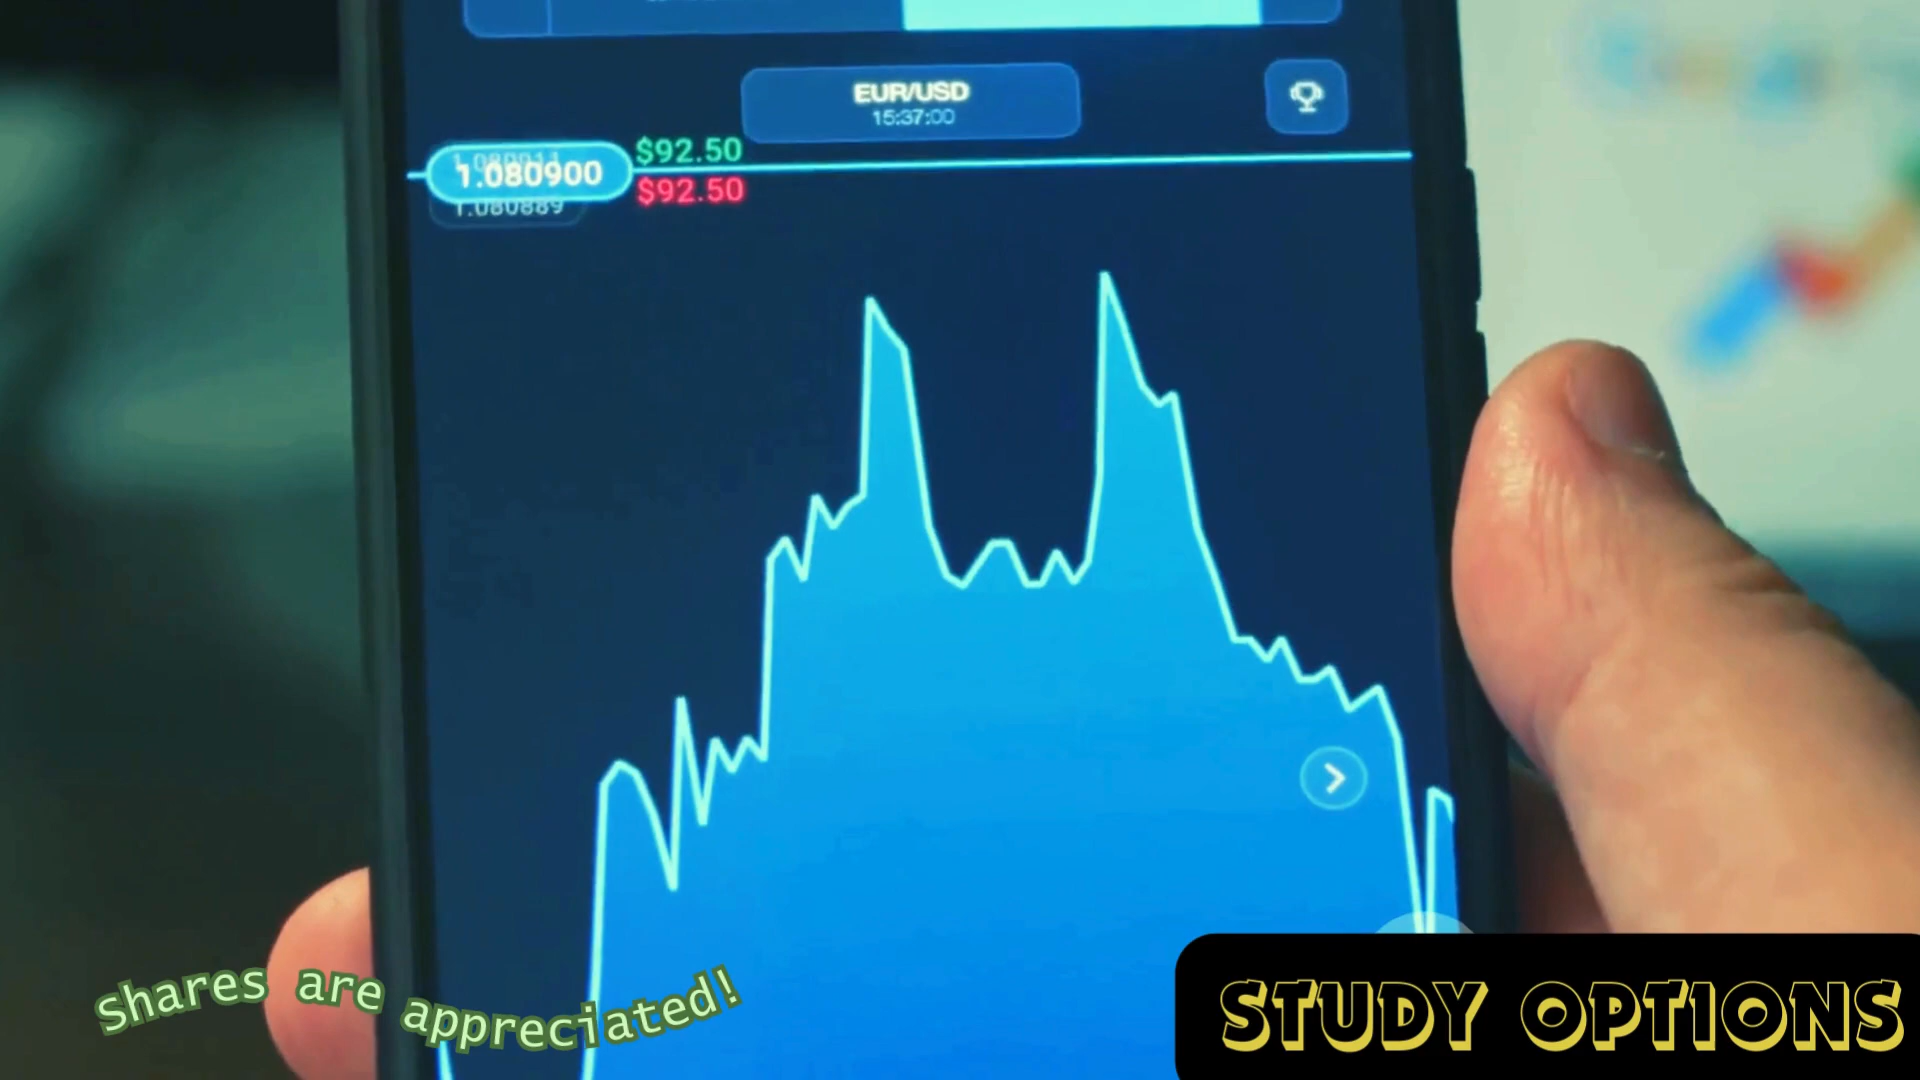 EUR/USD
15:37:00
$92.50
1.080900
$92.50
1.080889
shares are appreciated!
STUDY OPTIONS